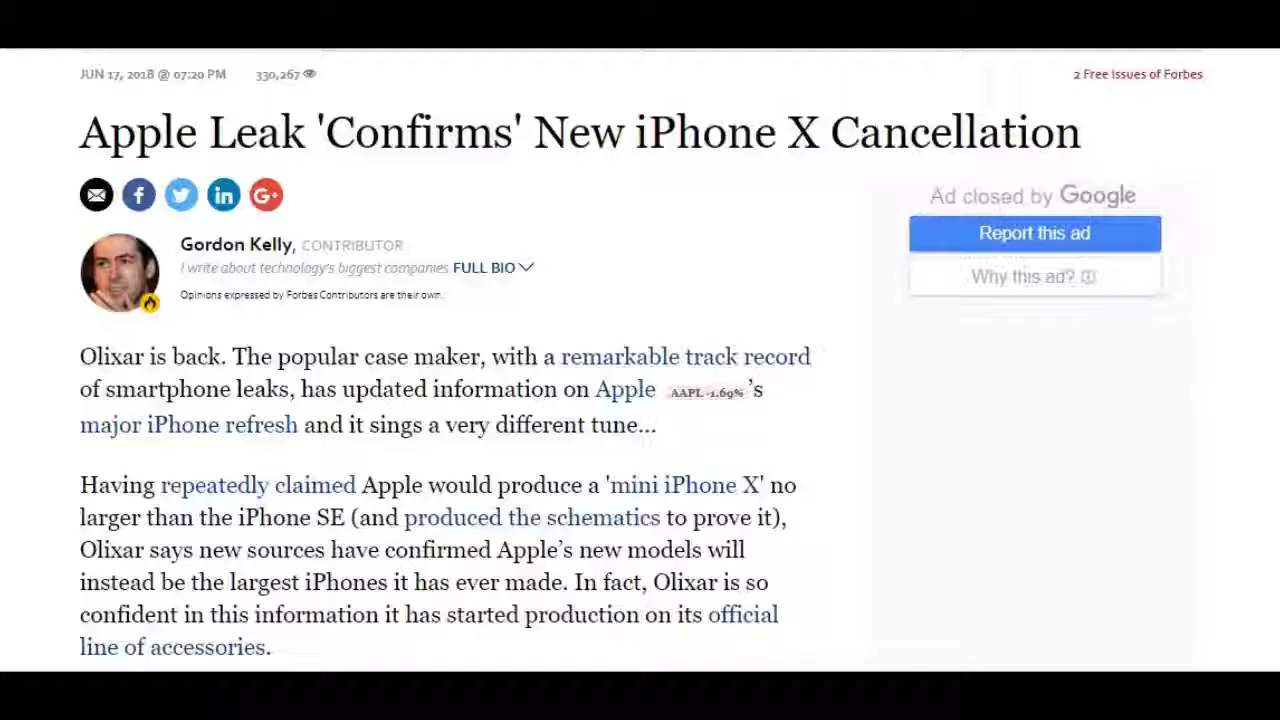 JUN 17, 2018 @ 07:20 PM 330,267
2 Free Issues of Forbes
Apple Leak 'Confirms' New iPhone X Cancellation
Ad closed by Google
Report this ad
Why this ad?
Gordon Kelly, CONTRIBUTOR
I write about technology's biggest companies FULL BIO
Opinions expressed by Forbes Contributors are their own.
Olixar is back. The popular case maker, with a remarkable track record
of smartphone leaks, has updated information on Apple AAPL -1.69% 's
major iPhone refresh and it sings a very different tune...
Having repeatedly claimed Apple would produce a 'mini iPhone X' no
larger than the iPhone SE (and produced the schematics to prove it),
Olixar says new sources have confirmed Apple's new models will
instead be the largest iPhones it has ever made. In fact, Olixar is so
confident in this information it has started production on its official
line of accessories.